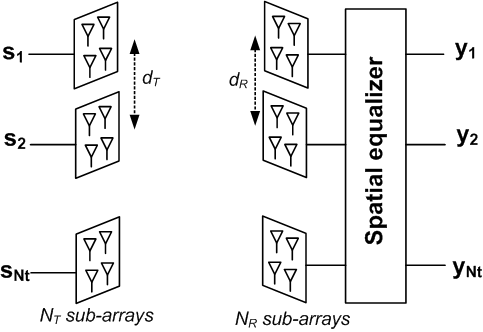 s1
dT
dR
y1
s2
y2
Spatial equalizer
sNt
yNt
NT sub-arrays
NR sub-arrays